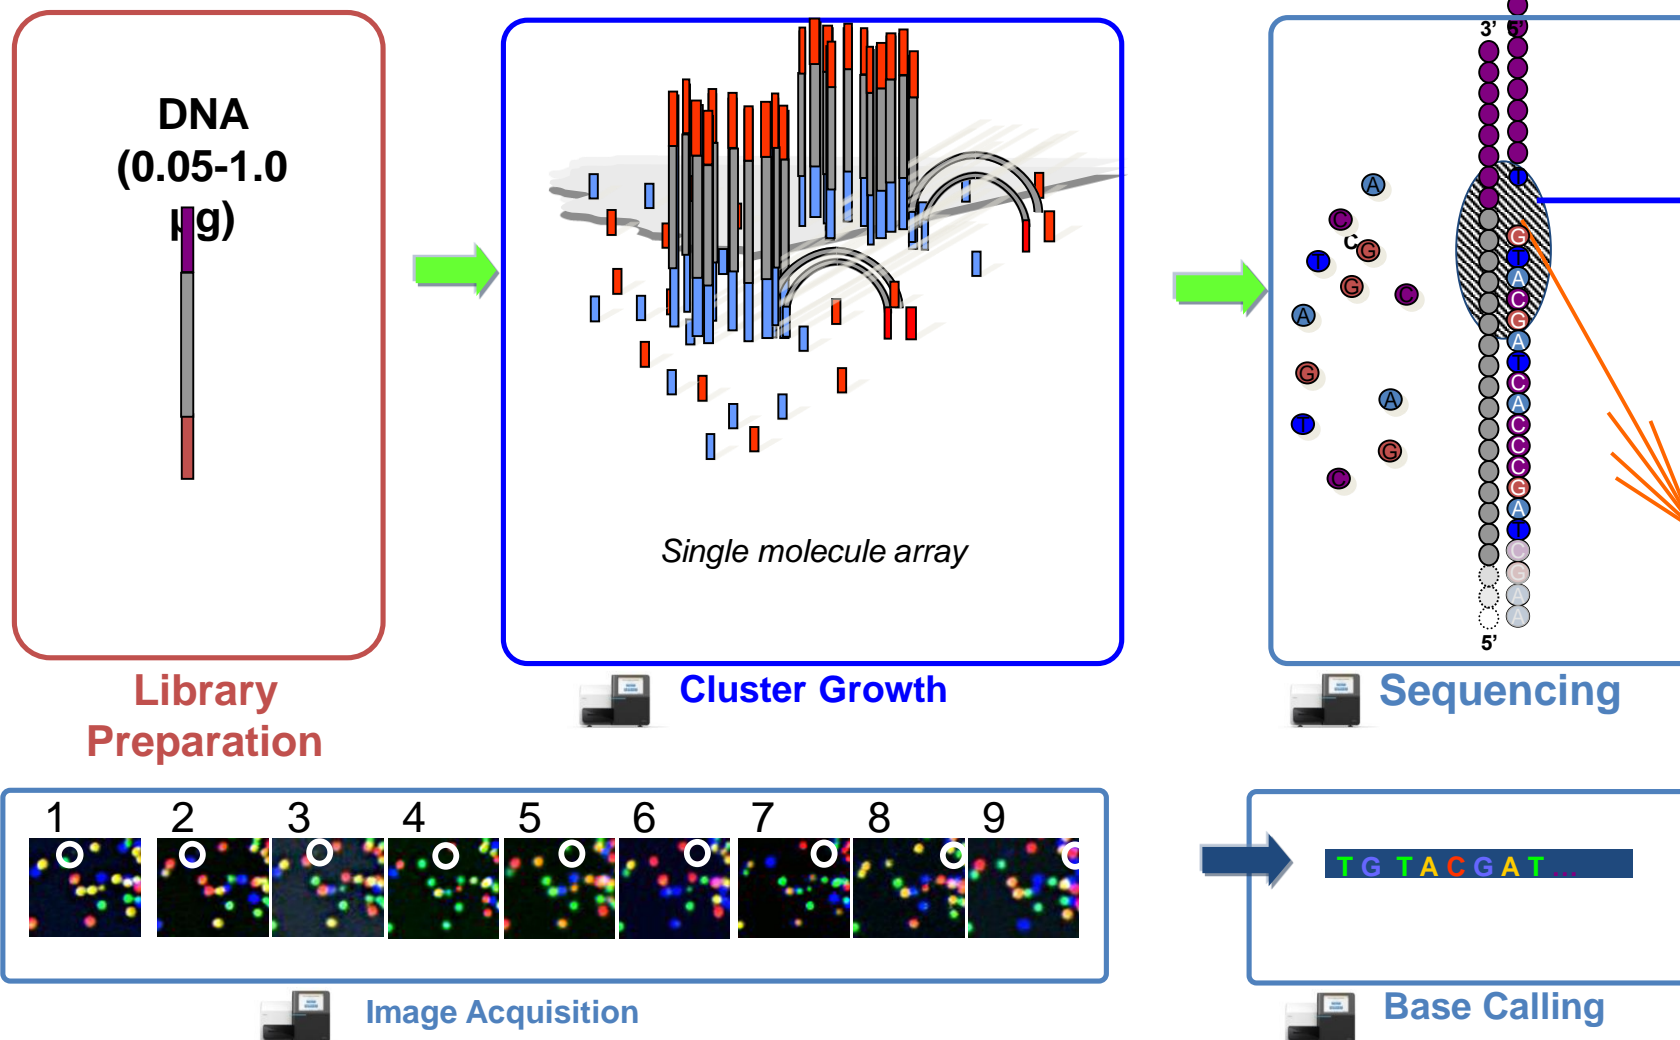 DNA
(0.05-1.0
µg)
Library
Preparation
Single molecule array
Cluster Growth
3’ 5’
A
C
C
G
T
G
C
A
G
A
T
G
C
T
G
T
A
C
G
A
T
C
A
C
C
C
G
A
T
C
G
A
A
5’
Sequencing
1 2 3 4 5 6 7 8 9
Image Acquisition
T G T A C G A T ...
Base Calling